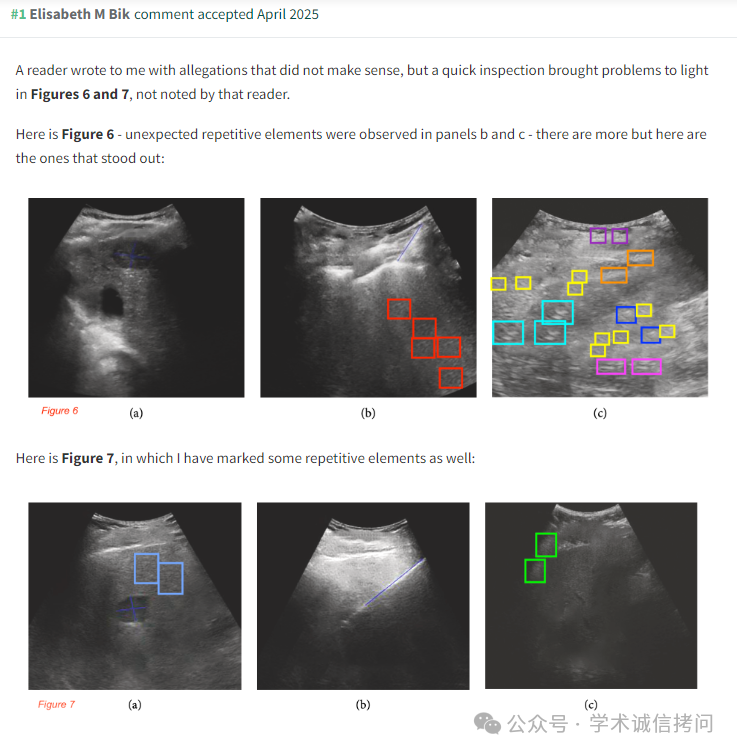 #1 Elisabeth M Bik comment accepted April 2025
A reader wrote to me with allegations that did not make sense, but a quick inspection brought problems to light
in Figures 6 and 7, not noted by that reader.
Here is Figure 6 - unexpected repetitive elements were observed in panels b and c - there are more but here are
the ones that stood out:
Figure 6 (a) (b) (c)
Here is Figure 7, in which I have marked some repetitive elements as well:
Figure 7 (a) (b) (c)
公众号 · 学术诚信拷问